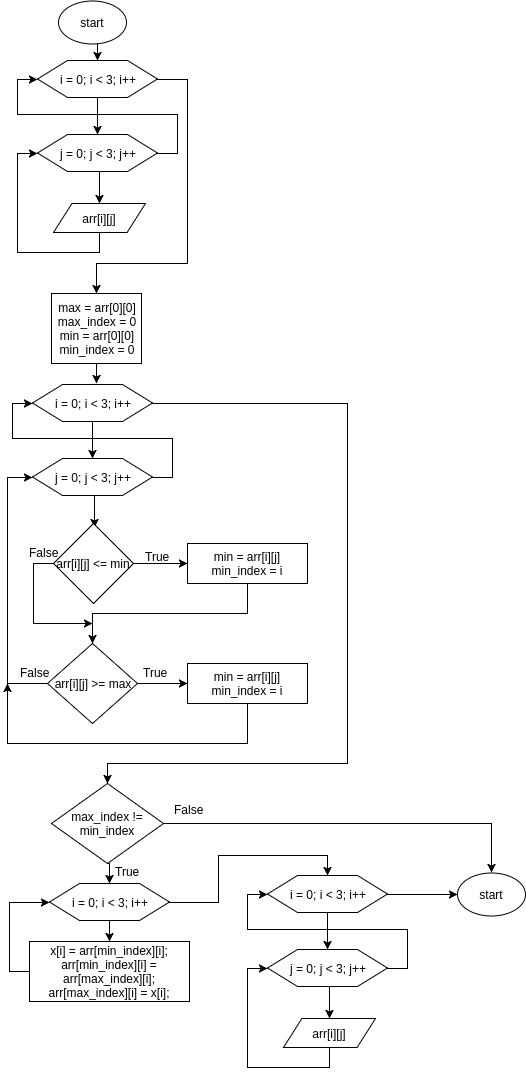 start
i = 0; i < 3; i++
j = 0; j < 3; j++
arr[i][j]
max = arr[0][0]
max_index = 0
min = arr[0][0]
min_index = 0
i = 0; i < 3; i++
j = 0; j < 3; j++
arr[i][j] <= min
False
True
min = arr[i][j]
min_index = i
arr[i][j] >= max
False
True
min = arr[i][j]
min_index = i
max_index !=
min_index
False
True
start
i = 0; i < 3; i++
x[i] = arr[min_index][i];
arr[min_index][i] =
arr[max_index][i];
arr[max_index][i] = x[i];
i = 0; i < 3; i++
j = 0; j < 3; j++
arr[i][j]